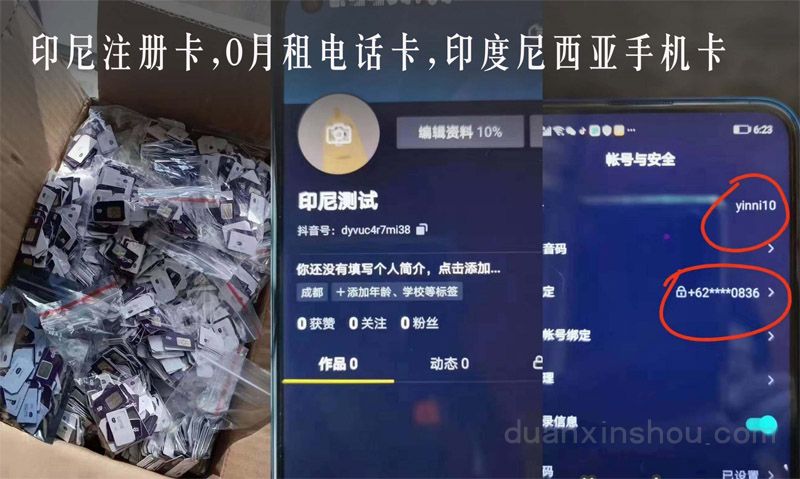 印尼注册卡,0月租电话卡,印度尼西亚手机卡
编辑资料 10%
印尼测试
抖音号：dyvuc4r7mi38
你还没有填写个人简介，点击添加...
成都
+添加年龄、学校等标签
0 获赞 0 关注 0 粉丝
作品 0 动态 0
6:23
帐号与安全
yinni10
音码
定 +62****0836
帐号绑定
理
录信息
码 已设置
duanxinshou.com